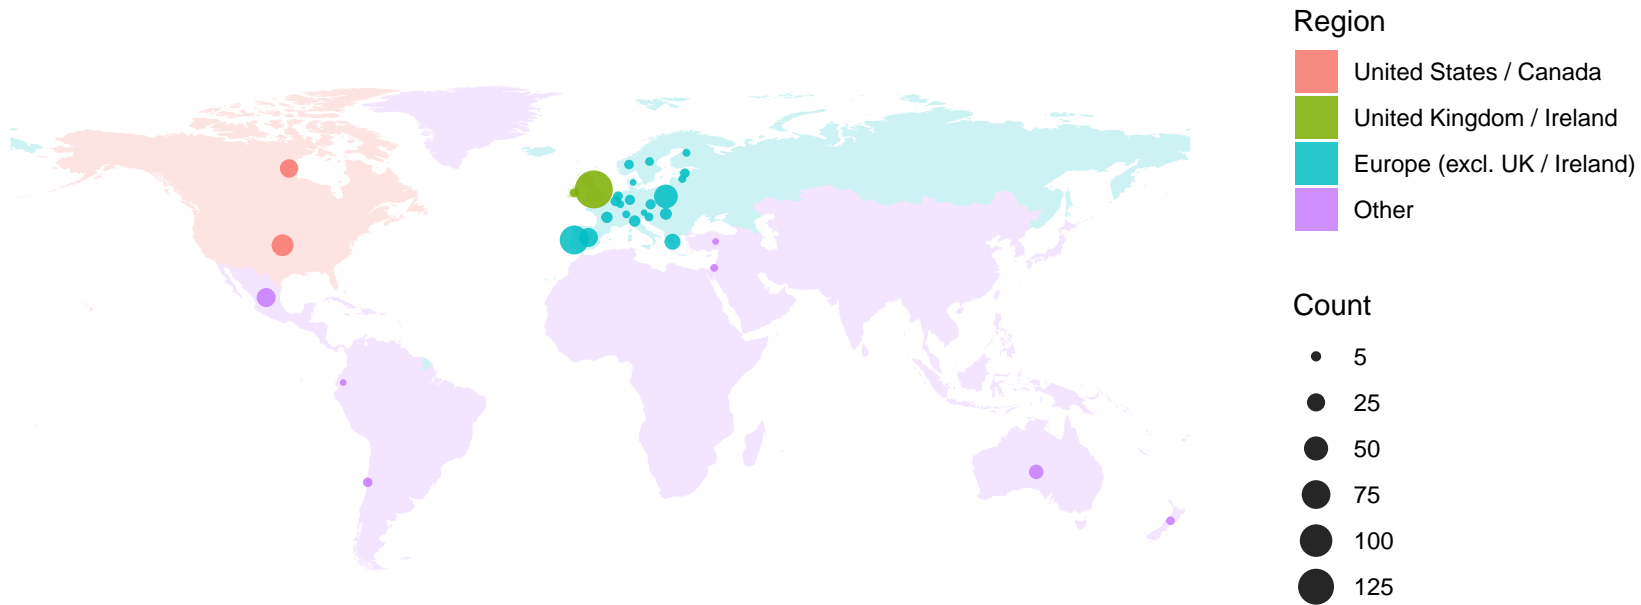 Region
United States / Canada
United Kingdom / Ireland
Europe (excl. UK / Ireland)
Other
Count
5
25
50
75
100
125